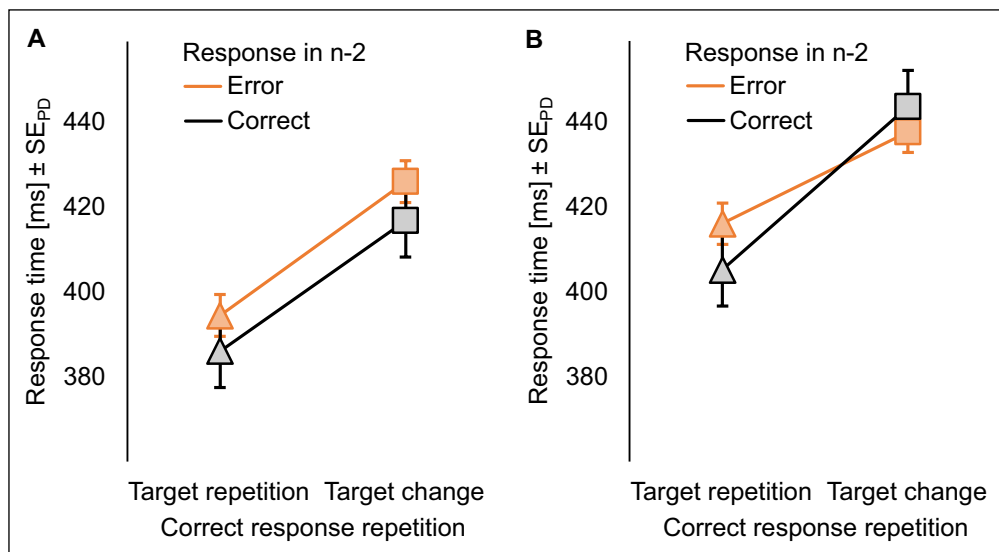 A
Response in n-2
Error
Correct
Response time [ms] ± SE_PD
440
420
400
380
Target repetition Target change
Correct response repetition
B
Response in n-2
Error
Correct
Response time [ms] ± SE_PD
440
420
400
380
Target repetition Target change
Correct response repetition